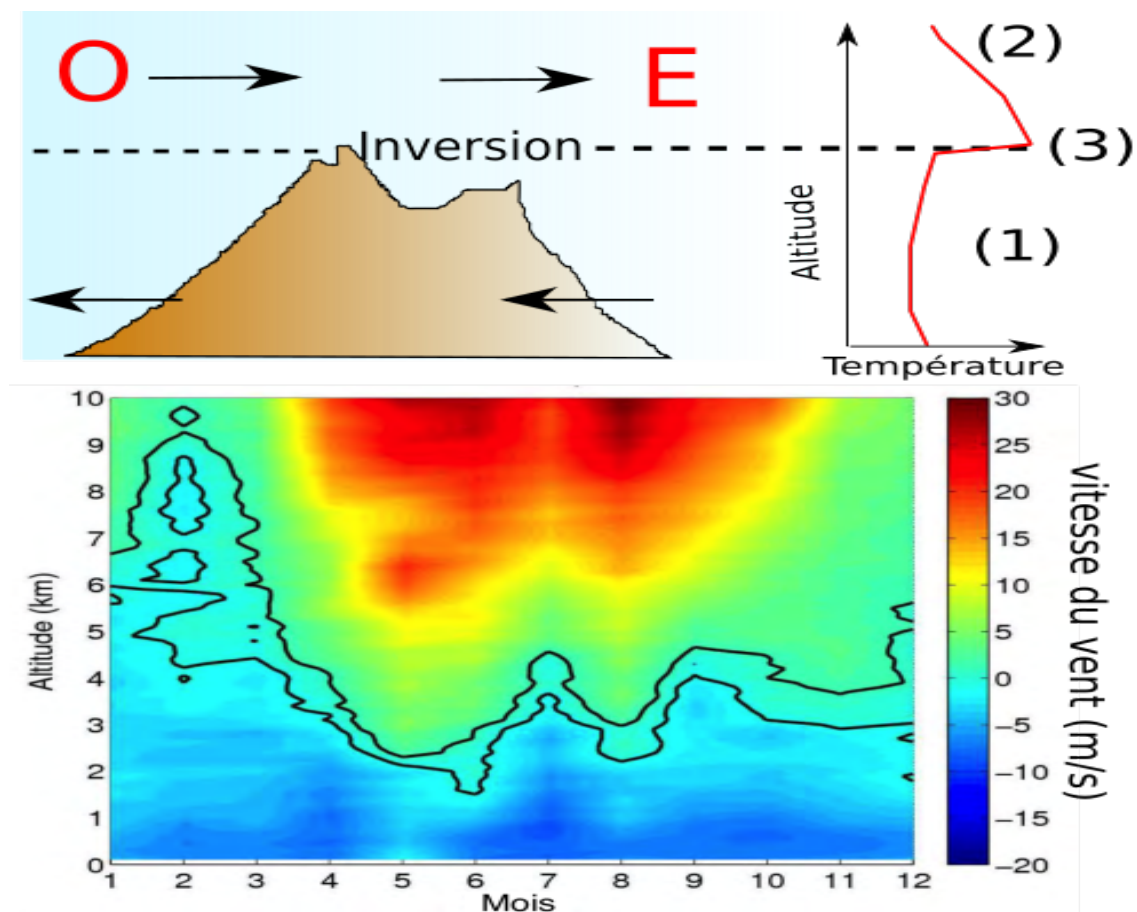 O
E
Inversion
(2)
(3)
(1)
Altitude
Température
10
9
8
7
6
5
4
3
2
1
0
Altitude (km)
1 2 3 4 5 6 7 8 9 10 11 12
Mois
30
25
20
15
10
5
0
−5
−10
−15
−20
vitesse du vent (m/s)